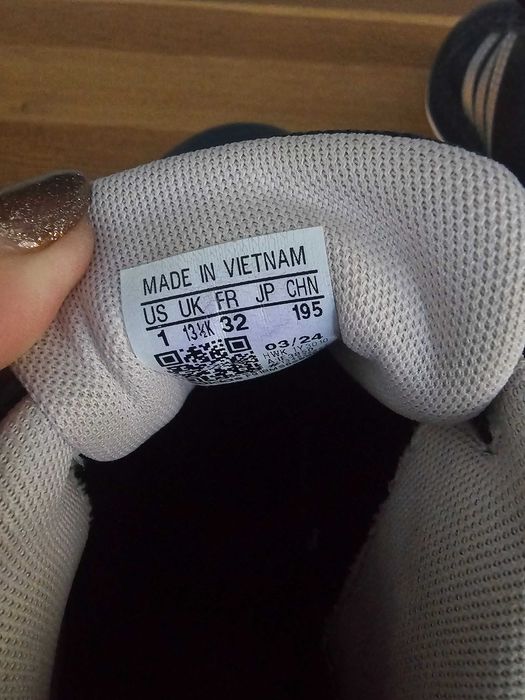 MADE IN VIETNAM
US UK FR JP CHN
1 13½K 32 195
03/24